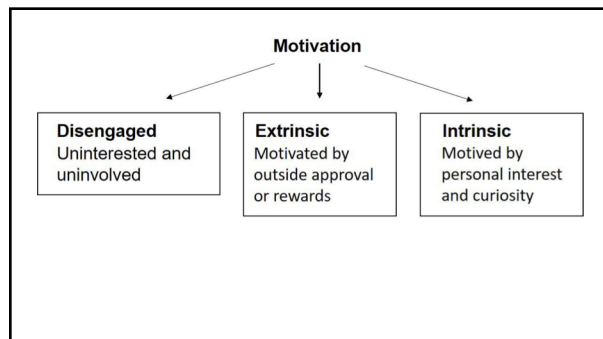 Motivation
Disengaged
Uninterested and
uninvolved
Extrinsic
Motivated by
outside approval
or rewards
Intrinsic
Motived by
personal interest
and curiosity